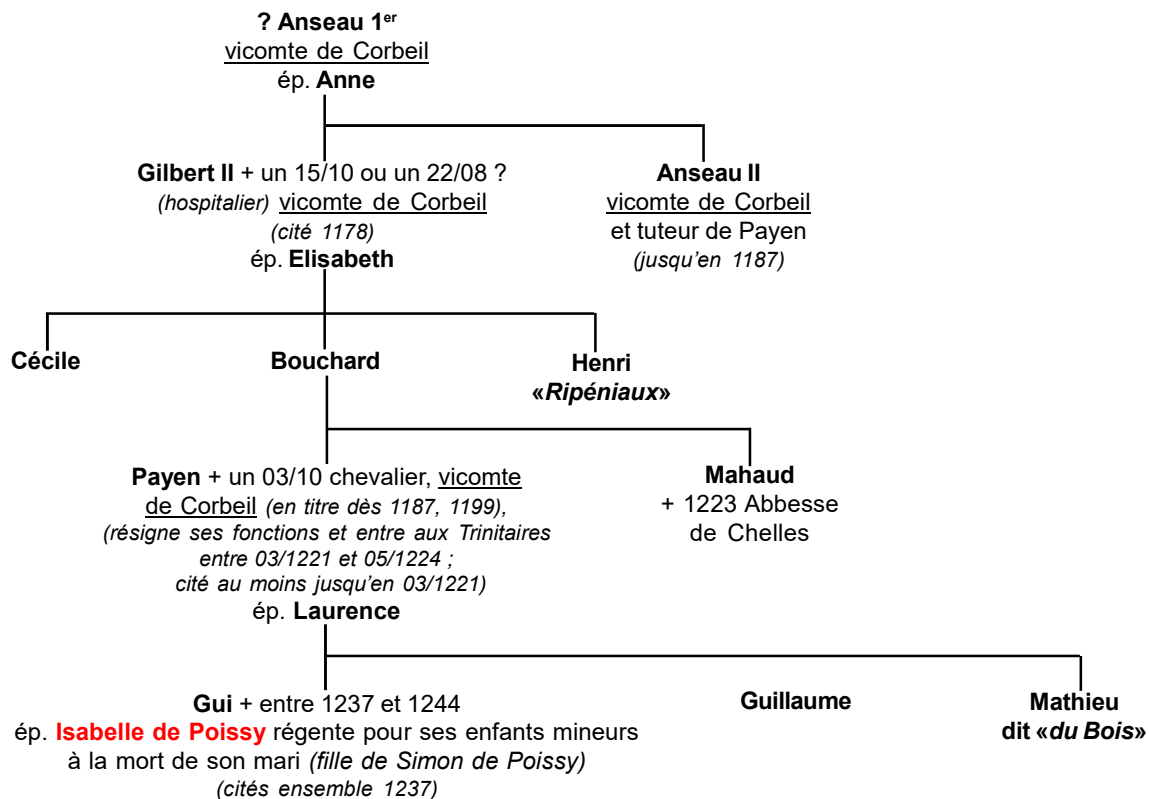 ? Anseau 1er
vicomte de Corbeil
ép. Anne
Gilbert II + un 15/10 ou un 22/08 ?
(hospitalier) vicomte de Corbeil
(cité 1178)
ép. Elisabeth
Anseau II
vicomte de Corbeil
et tuteur de Payen
(jusqu'en 1187)
Cécile
Bouchard
Henri
«Ripéniaux»
Payen + un 03/10 chevalier, vicomte
de Corbeil (en titre dès 1187, 1199),
(résigne ses fonctions et entre aux Trinitaires
entre 03/1221 et 05/1224 ;
cité au moins jusqu'en 03/1221)
ép. Laurence
Mahaud
+ 1223 Abbesse
de Chelles
Gui + entre 1237 et 1244
ép. Isabelle de Poissy régente pour ses enfants mineurs
à la mort de son mari (fille de Simon de Poissy)
(cités ensemble 1237)
Guillaume
Mathieu
dit «du Bois»